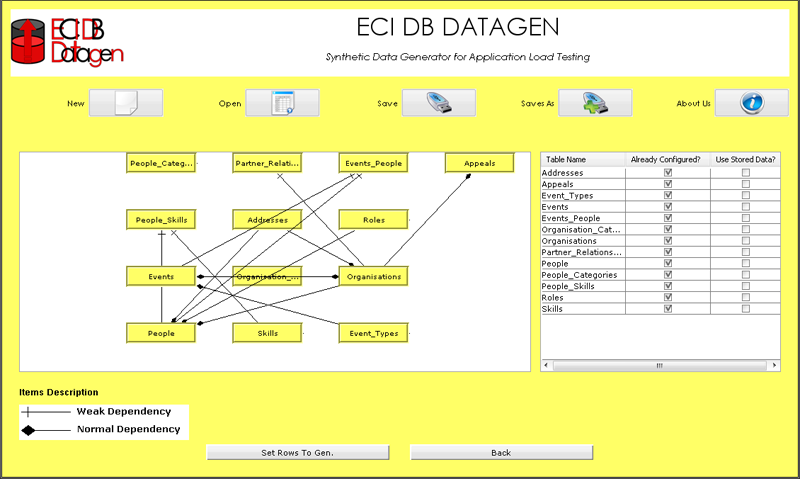 ECI DB
Datagen
ECI DB DATAGEN
Synthetic Data Generator for Application Load Testing
New
Open
Save
Saves As
About Us
People_Categ...
Partner_Relati...
Events_People
Appeals
People_Skills
Addresses
Roles
Events
Organisation_...
Organisations
People
Skills
Event_Types
Table Name Already Configured? Use Stored Data?
Addresses
Appeals
Event_Types
Events
Events_People
Organisation_Cat...
Organisations
Partner_Relations...
People
People_Categories
People_Skills
Roles
Skills
Items Description
Weak Dependency
Normal Dependency
Set Rows To Gen.
Back